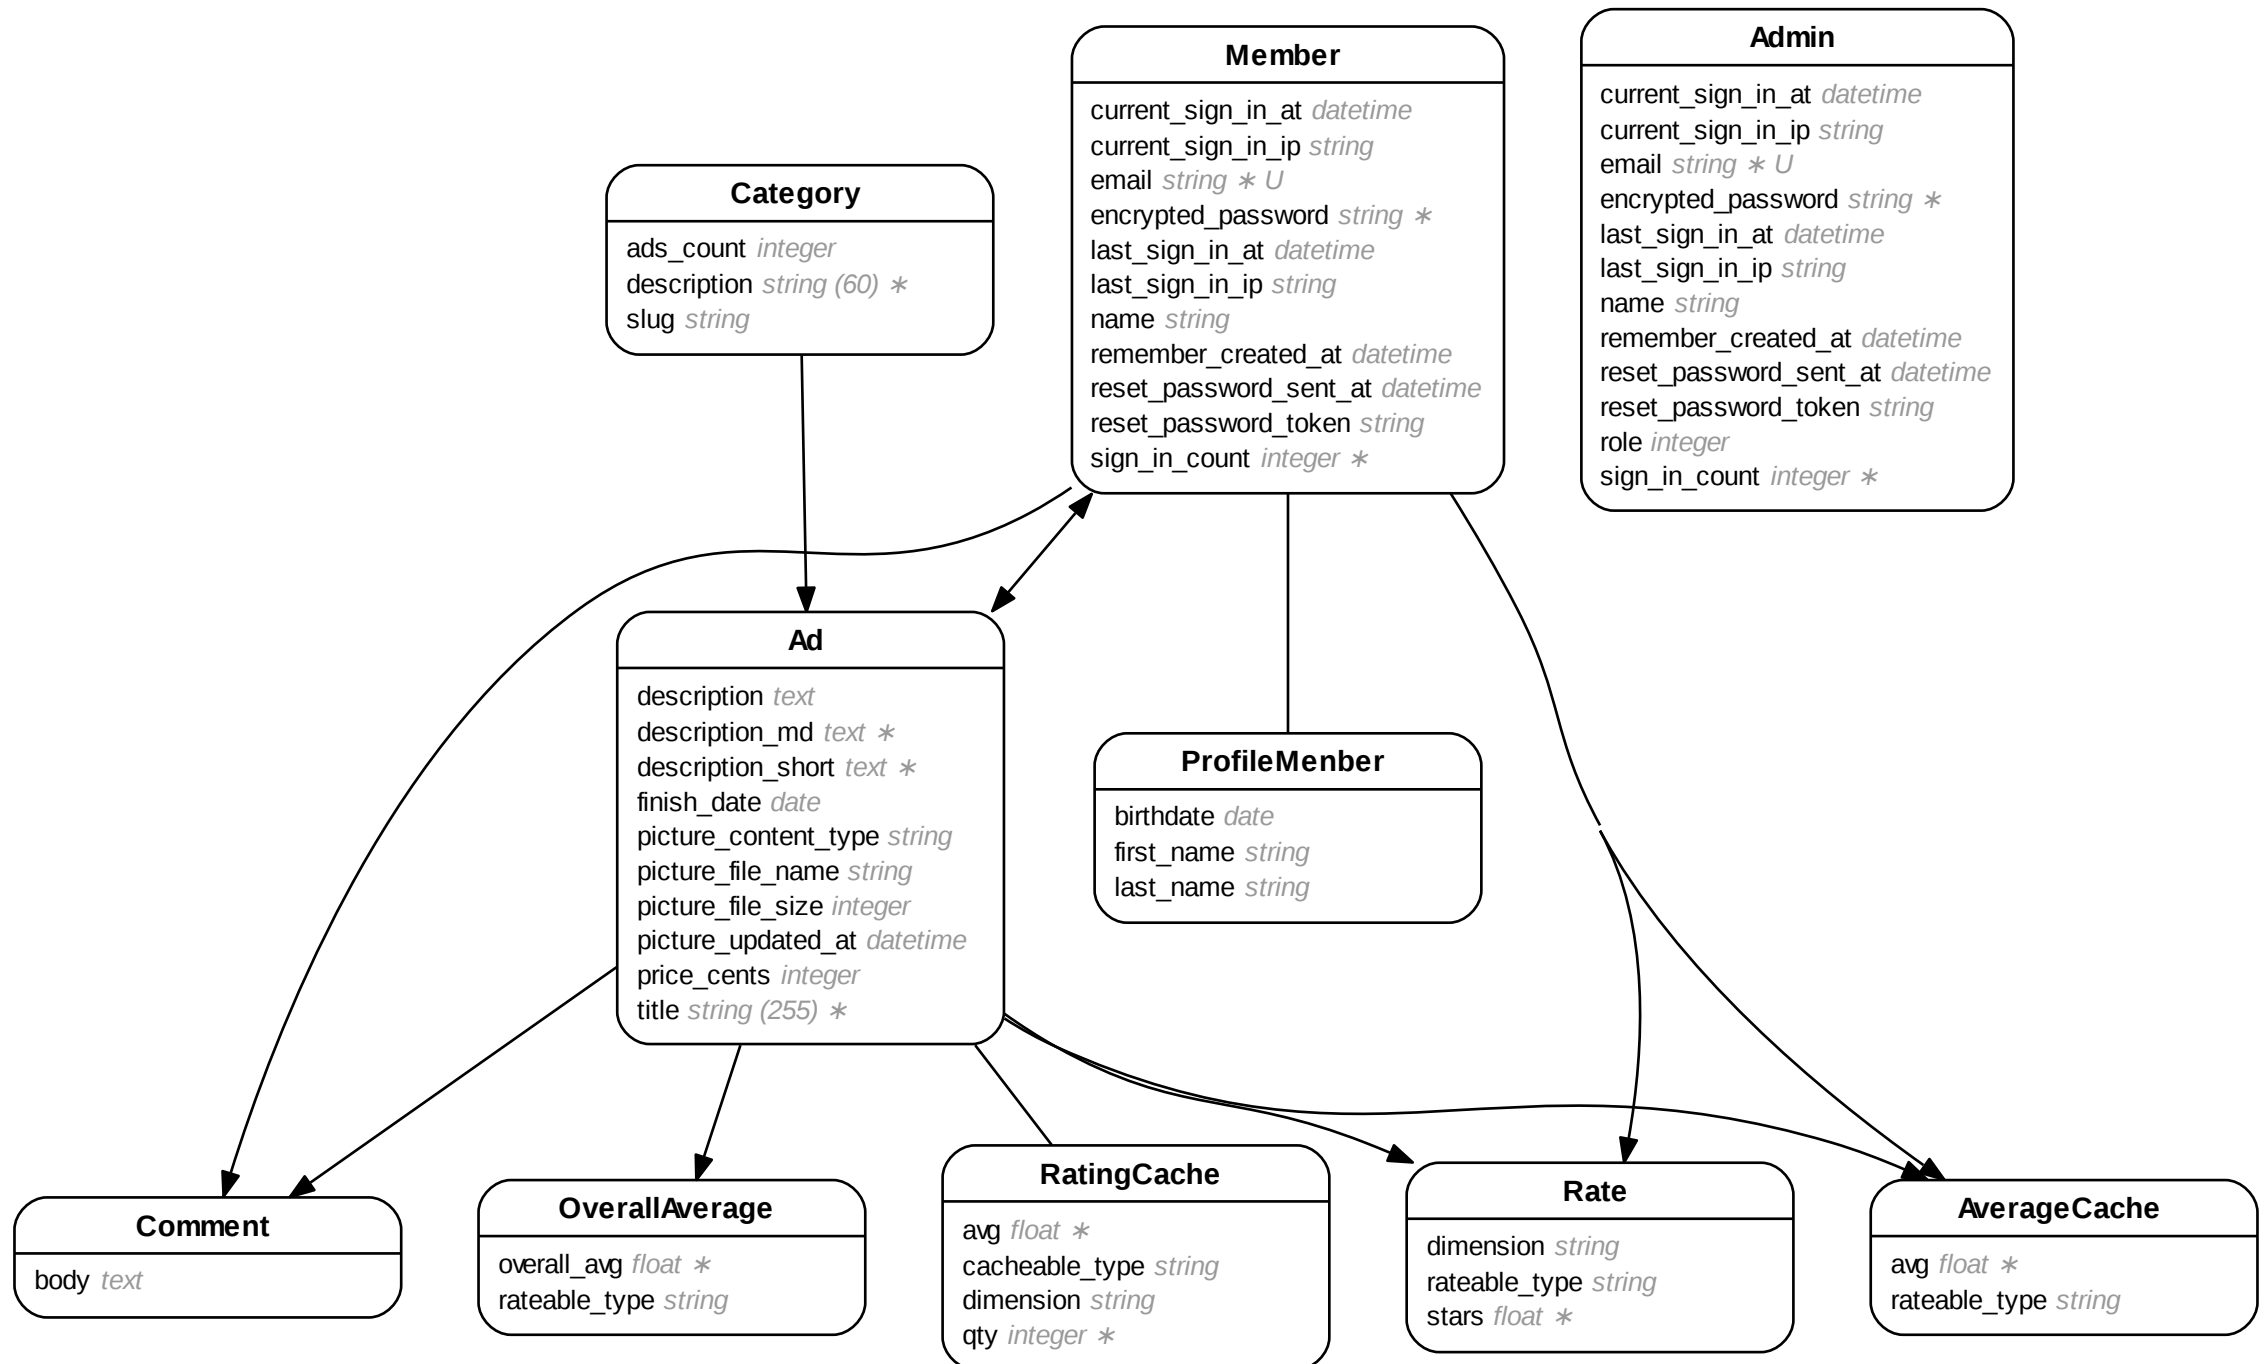 Member
current_sign_in_at datetime
current_sign_in_ip string
email string ∗ U
encrypted_password string ∗
last_sign_in_at datetime
last_sign_in_ip string
name string
remember_created_at datetime
reset_password_sent_at datetime
reset_password_token string
sign_in_count integer ∗
Admin
current_sign_in_at datetime
current_sign_in_ip string
email string ∗ U
encrypted_password string ∗
last_sign_in_at datetime
last_sign_in_ip string
name string
remember_created_at datetime
reset_password_sent_at datetime
reset_password_token string
role integer
sign_in_count integer ∗
Category
ads_count integer
description string (60) ∗
slug string
Ad
description text
description_md text ∗
description_short text ∗
finish_date date
picture_content_type string
picture_file_name string
picture_file_size integer
picture_updated_at datetime
price_cents integer
title string (255) ∗
ProfileMenber
birthdate date
first_name string
last_name string
Comment
body text
OverallAverage
overall_avg float ∗
rateable_type string
RatingCache
avg float ∗
cacheable_type string
dimension string
qty integer ∗
Rate
dimension string
rateable_type string
stars float ∗
AverageCache
avg float ∗
rateable_type string